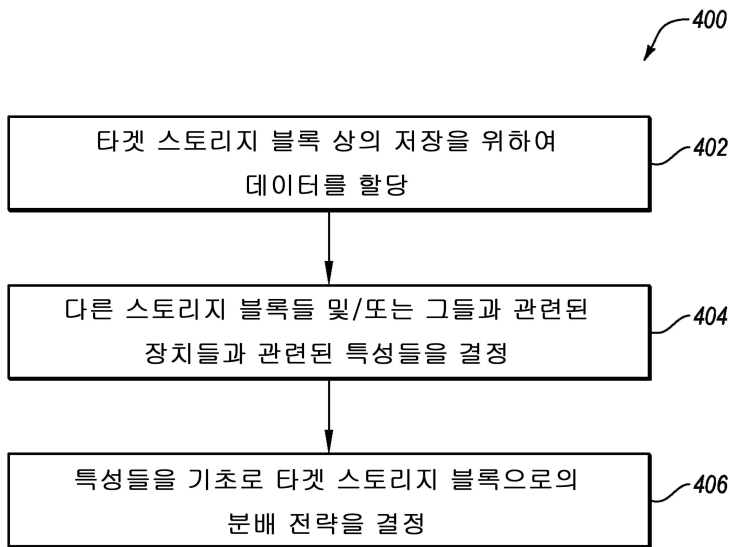 400
타겟 스토리지 블록 상의 저장을 위하여
데이터를 할당
402
다른 스토리지 블록들 및/또는 그들과 관련된
장치들과 관련된 특성들을 결정
404
특성들을 기초로 타겟 스토리지 블록으로의
분배 전략을 결정
406